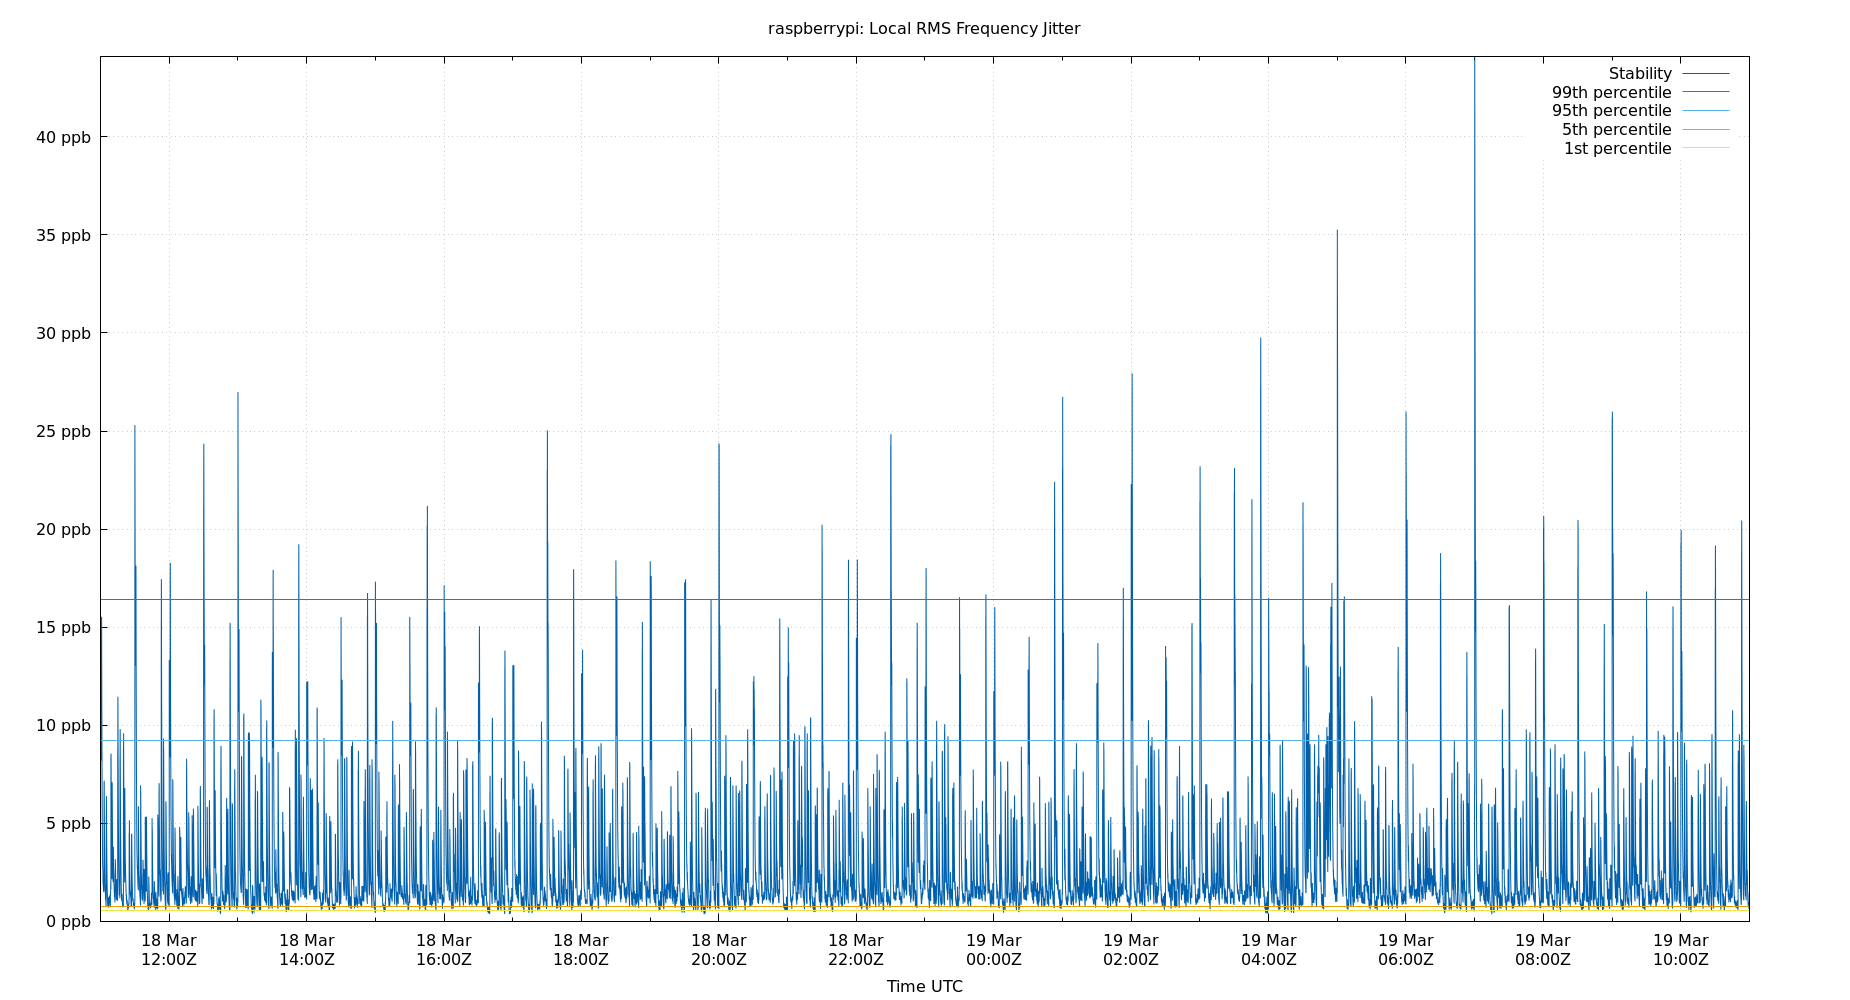 raspberrypi: Local RMS Frequency Jitter
Stability
99th percentile
95th percentile
5th percentile
1st percentile
40 ppb
35 ppb
30 ppb
25 ppb
20 ppb
15 ppb
10 ppb
5 ppb
0 ppb
18 Mar 18 Mar 18 Mar 18 Mar 18 Mar 18 Mar 19 Mar 19 Mar 19 Mar 19 Mar 19 Mar 19 Mar
12:00Z 14:00Z 16:00Z 18:00Z 20:00Z 22:00Z 00:00Z 02:00Z 04:00Z 06:00Z 08:00Z 10:00Z
Time UTC